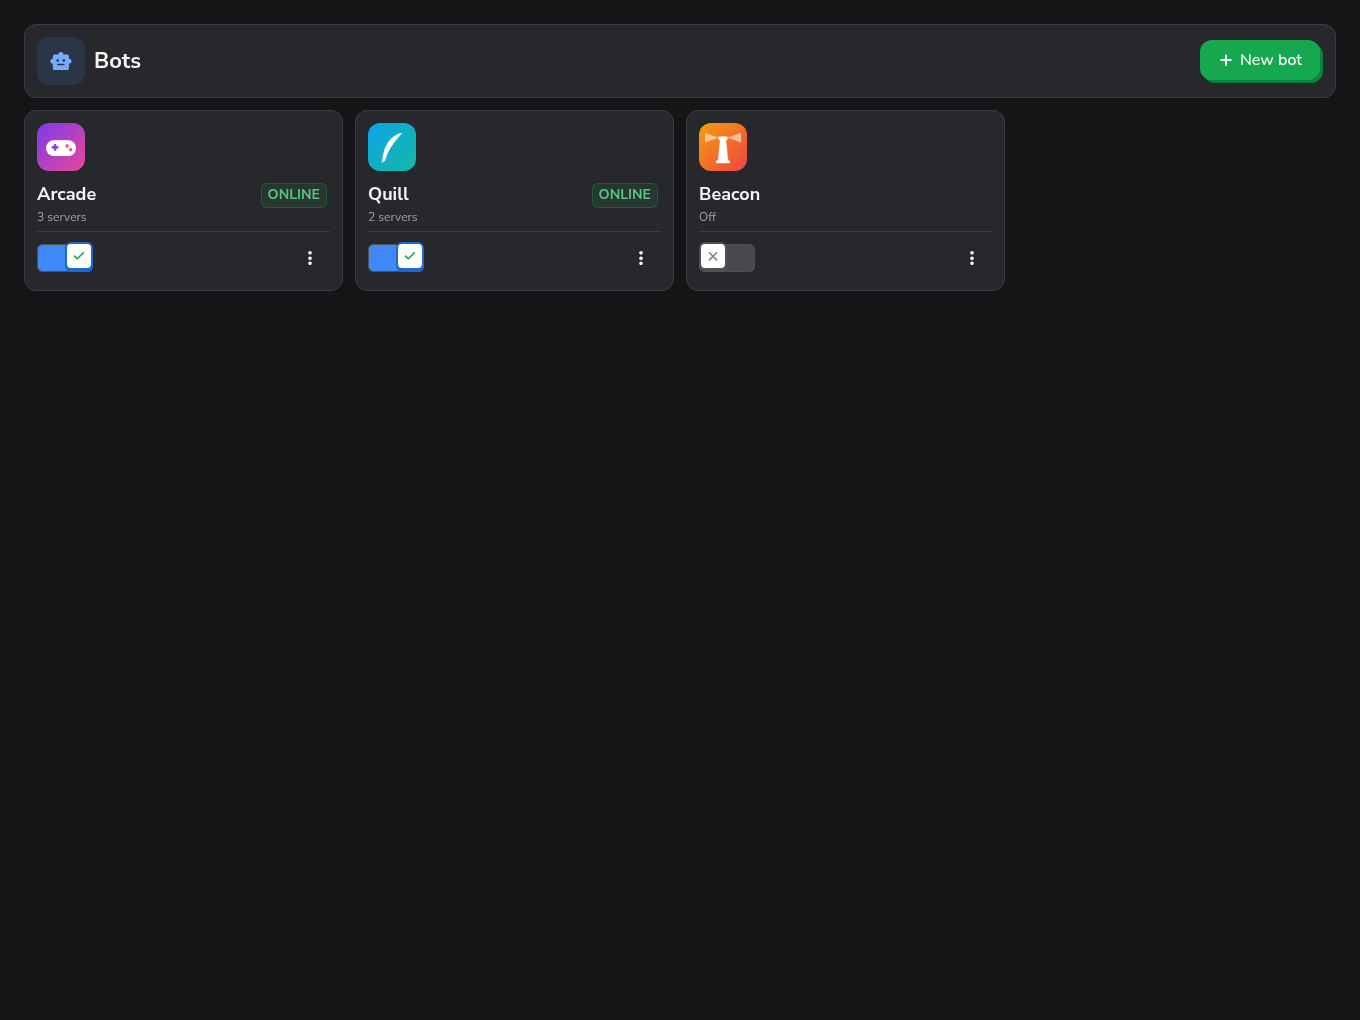 Bots
New bot
Arcade
ONLINE
3 servers
Quill
ONLINE
2 servers
Beacon
Off